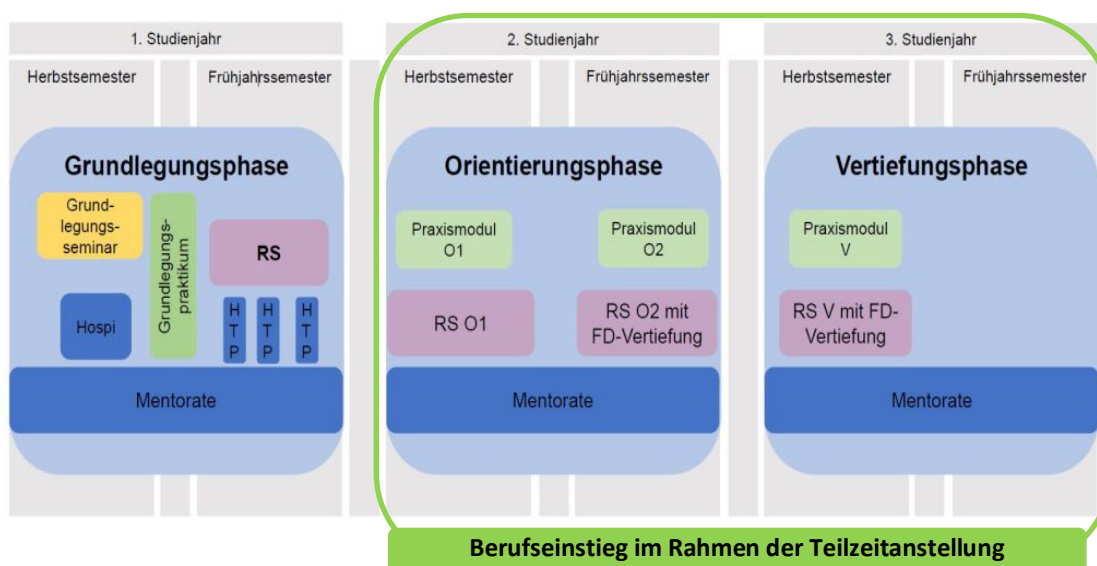 1. Studienjahr
2. Studienjahr
3. Studienjahr
Herbstsemester
Frühjahrssemester
Herbstsemester
Frühjahrssemester
Herbstsemester
Frühjahrssemester
Grundlegungsphase
Grund-
legungs-
seminar
Grundlegungs-
praktikum
RS
Hospi
H
T
P
H
T
P
H
T
P
Mentorate
Orientierungsphase
Praxismodul
O1
Praxismodul
O2
RS O1
RS O2 mit
FD-Vertiefung
Mentorate
Vertiefungsphase
Praxismodul
V
RS V mit FD-
Vertiefung
Mentorate
Berufseinstieg im Rahmen der Teilzeitanstellung